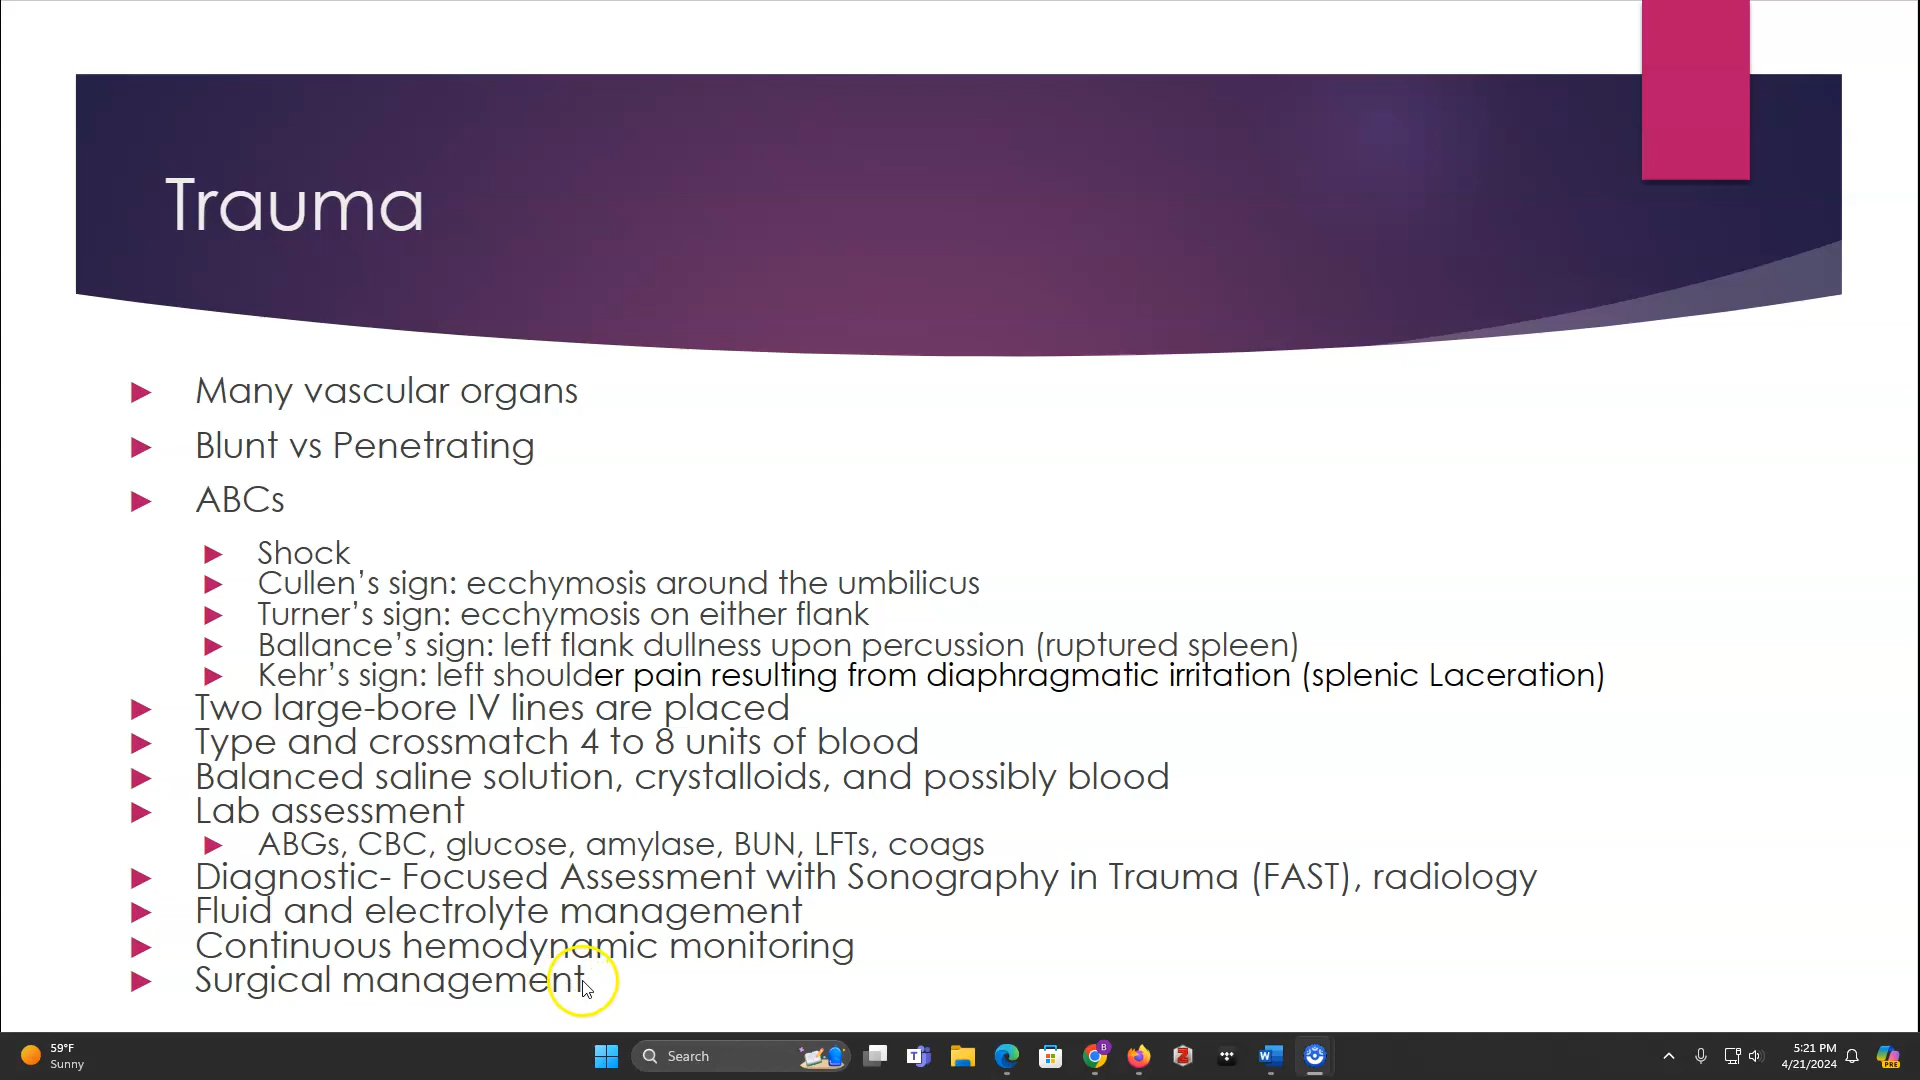 Trauma
Many vascular organs
Blunt vs Penetrating
ABCs
Shock
Cullen's sign: ecchymosis around the umbilicus
Turner's sign: ecchymosis on either flank
Ballance's sign: left flank dullness upon percussion (ruptured spleen)
Kehr's sign: left shoulder pain resulting from diaphragmatic irritation (splenic Laceration)
Two large-bore IV lines are placed
Type and crossmatch 4 to 8 units of blood
Balanced saline solution, crystalloids, and possibly blood
Lab assessment
ABGs, CBC, glucose, amylase, BUN, LFTs, coags
Diagnostic- Focused Assessment with Sonography in Trauma (FAST), radiology
Fluid and electrolyte management
Continuous hemodynamic monitoring
Surgical management
59°F
Sunny
Search
5:21 PM
4/21/2024